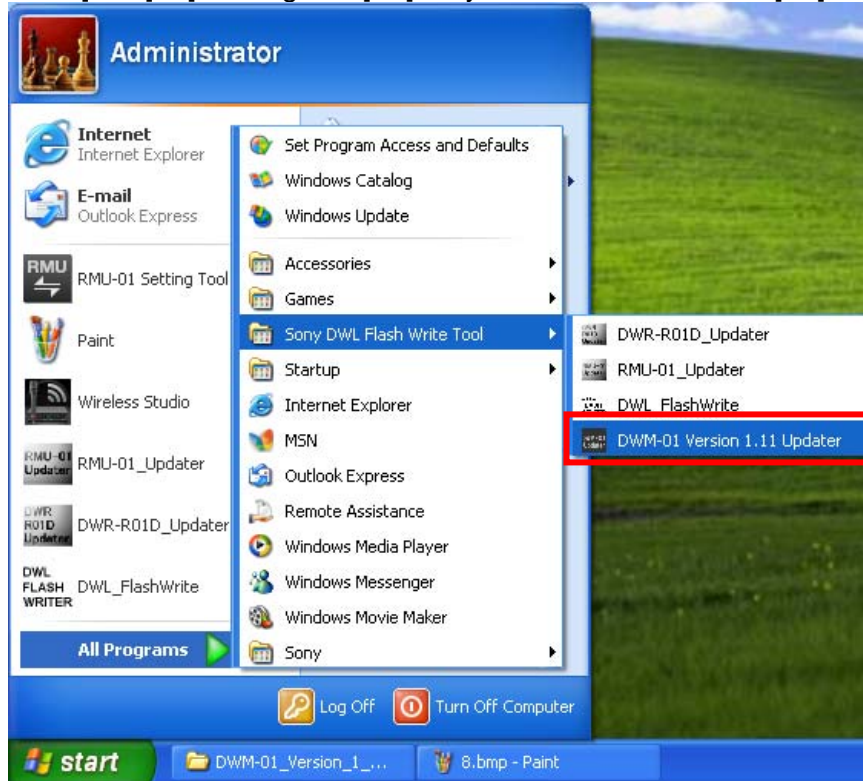 Administrator
Internet
Internet Explorer
E-mail
Outlook Express
RMU
RMU-01 Setting Tool
Paint
Wireless Studio
RMU-01
Updater
RMU-01_Updater
DWR
R01D
Updater
DWR-R01D_Updater
DWL
FLASH
WRITER
DWL_FlashWrite
All Programs
Set Program Access and Defaults
Windows Catalog
Windows Update
Accessories
Games
Sony DWL Flash Write Tool
Startup
Internet Explorer
MSN
Outlook Express
Remote Assistance
Windows Media Player
Windows Messenger
Windows Movie Maker
Sony
DWR-R01D_Updater
RMU-01_Updater
DWL_FlashWrite
DWM-01 Version 1.11 Updater
Log Off
Turn Off Computer
start
DWM-01_Version_1_...
8.bmp - Paint